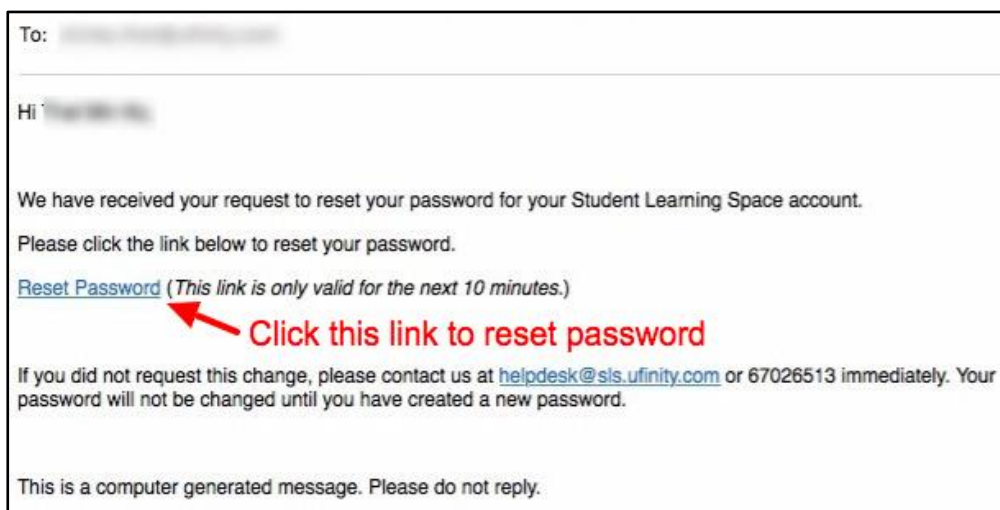 To:
Hi
We have received your request to reset your password for your Student Learning Space account.
Please click the link below to reset your password.
Reset Password (This link is only valid for the next 10 minutes.)
Click this link to reset password
If you did not request this change, please contact us at helpdesk@sls.ufinity.com or 67026513 immediately. Your
password will not be changed until you have created a new password.
This is a computer generated message. Please do not reply.